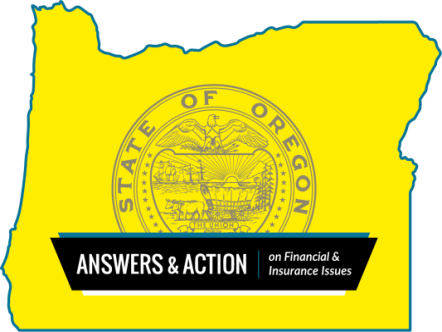 STATE OF OREGON
THE UNION
ANSWERS & ACTION
on Financial &
Insurance Issues